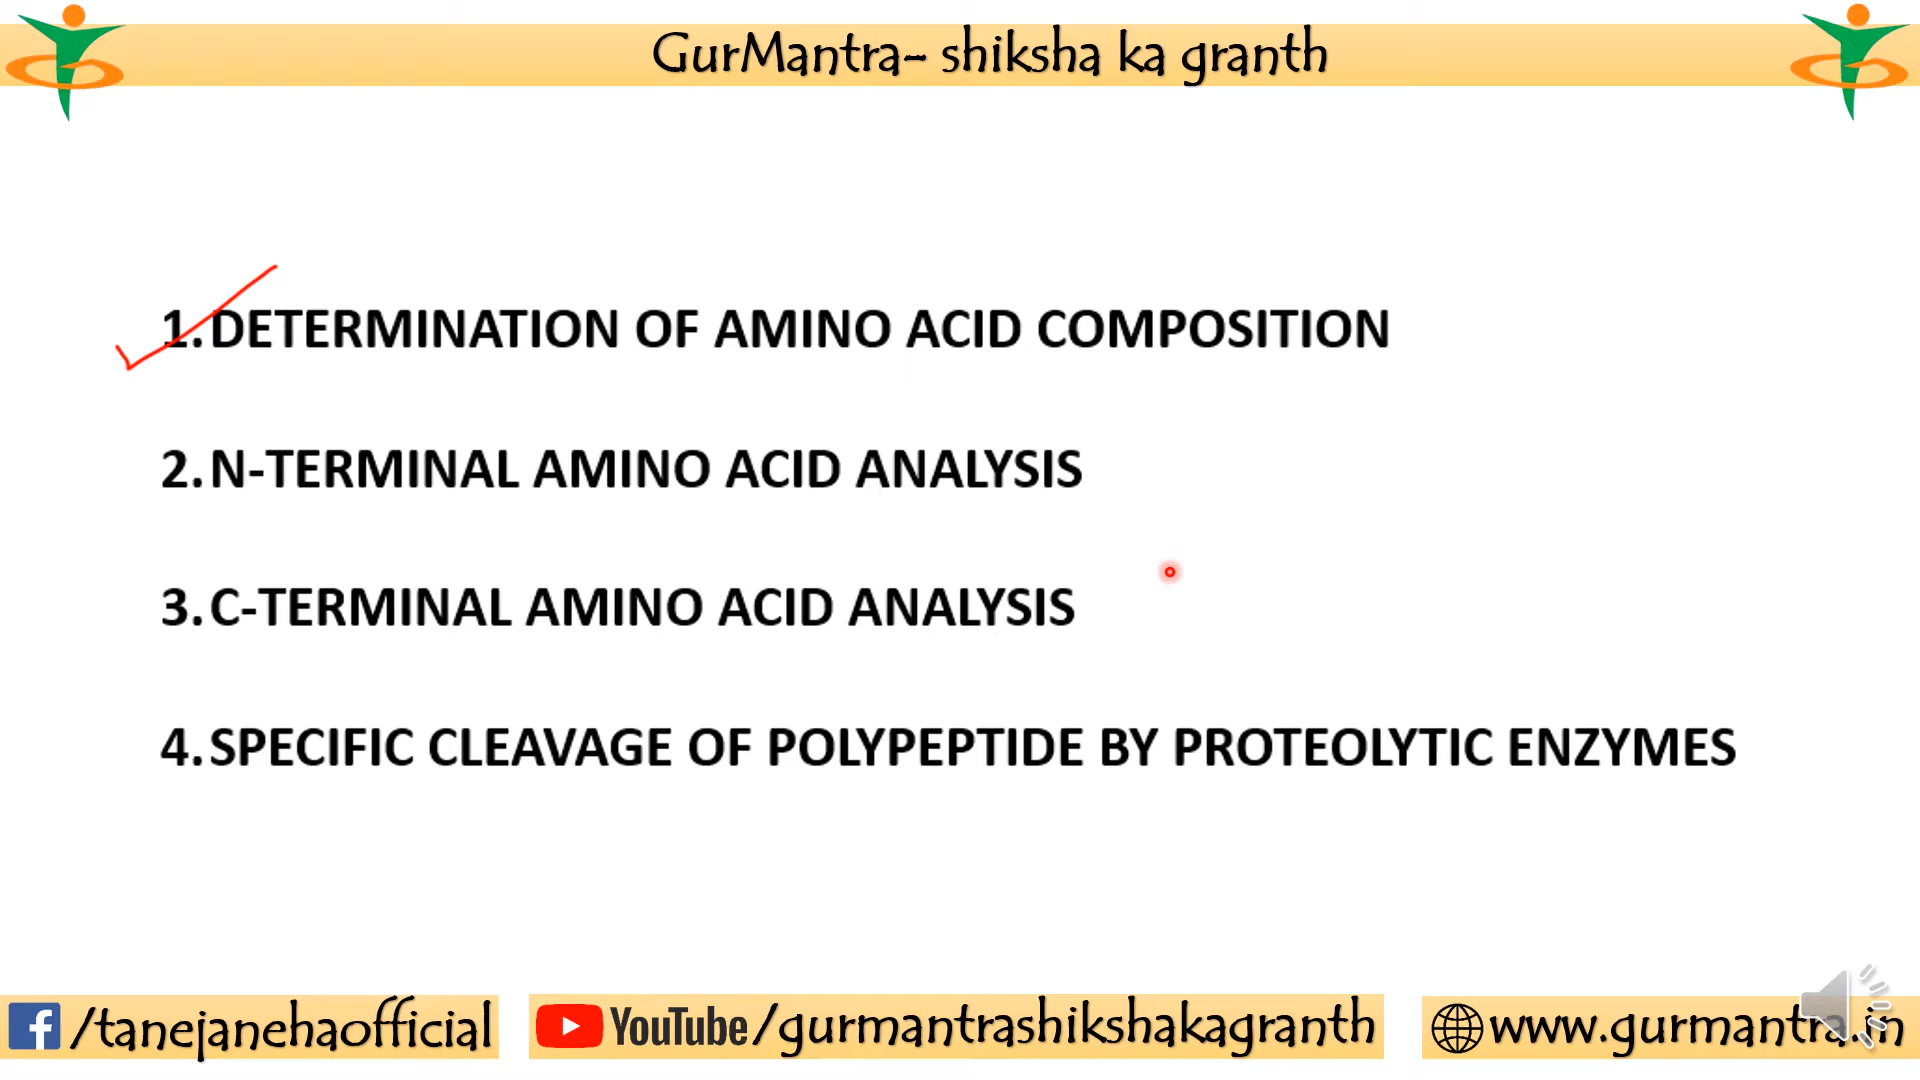 GurMantra- shiksha ka granth
1. DETERMINATION OF AMINO ACID COMPOSITION
2. N-TERMINAL AMINO ACID ANALYSIS
3. C-TERMINAL AMINO ACID ANALYSIS
4. SPECIFIC CLEAVAGE OF POLYPEPTIDE BY PROTEOLYTIC ENZYMES
f /tanejanehaofficial
YouTube /gurmantrashikshakagranth
www.gurmantra.in